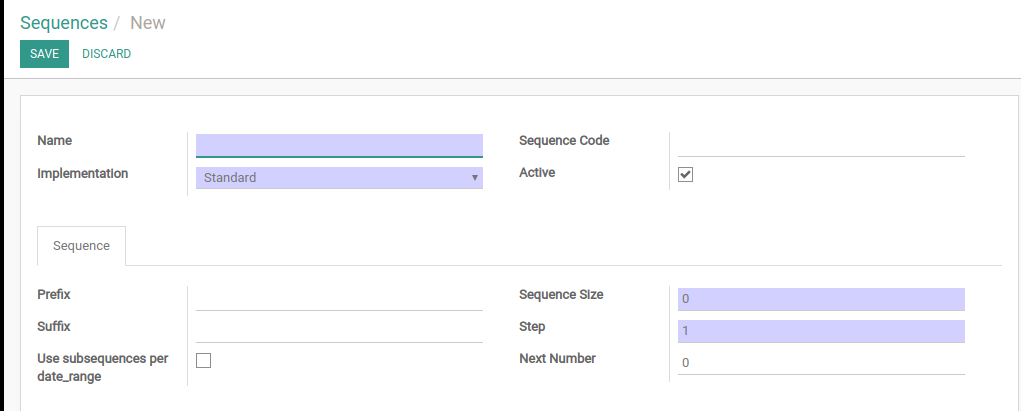 Sequences / New
SAVE DISCARD
Name
Sequence Code
Implementation Standard
Active
Sequence
Prefix
Sequence Size 0
Suffix
Step 1
Use subsequences per
date_range
Next Number 0